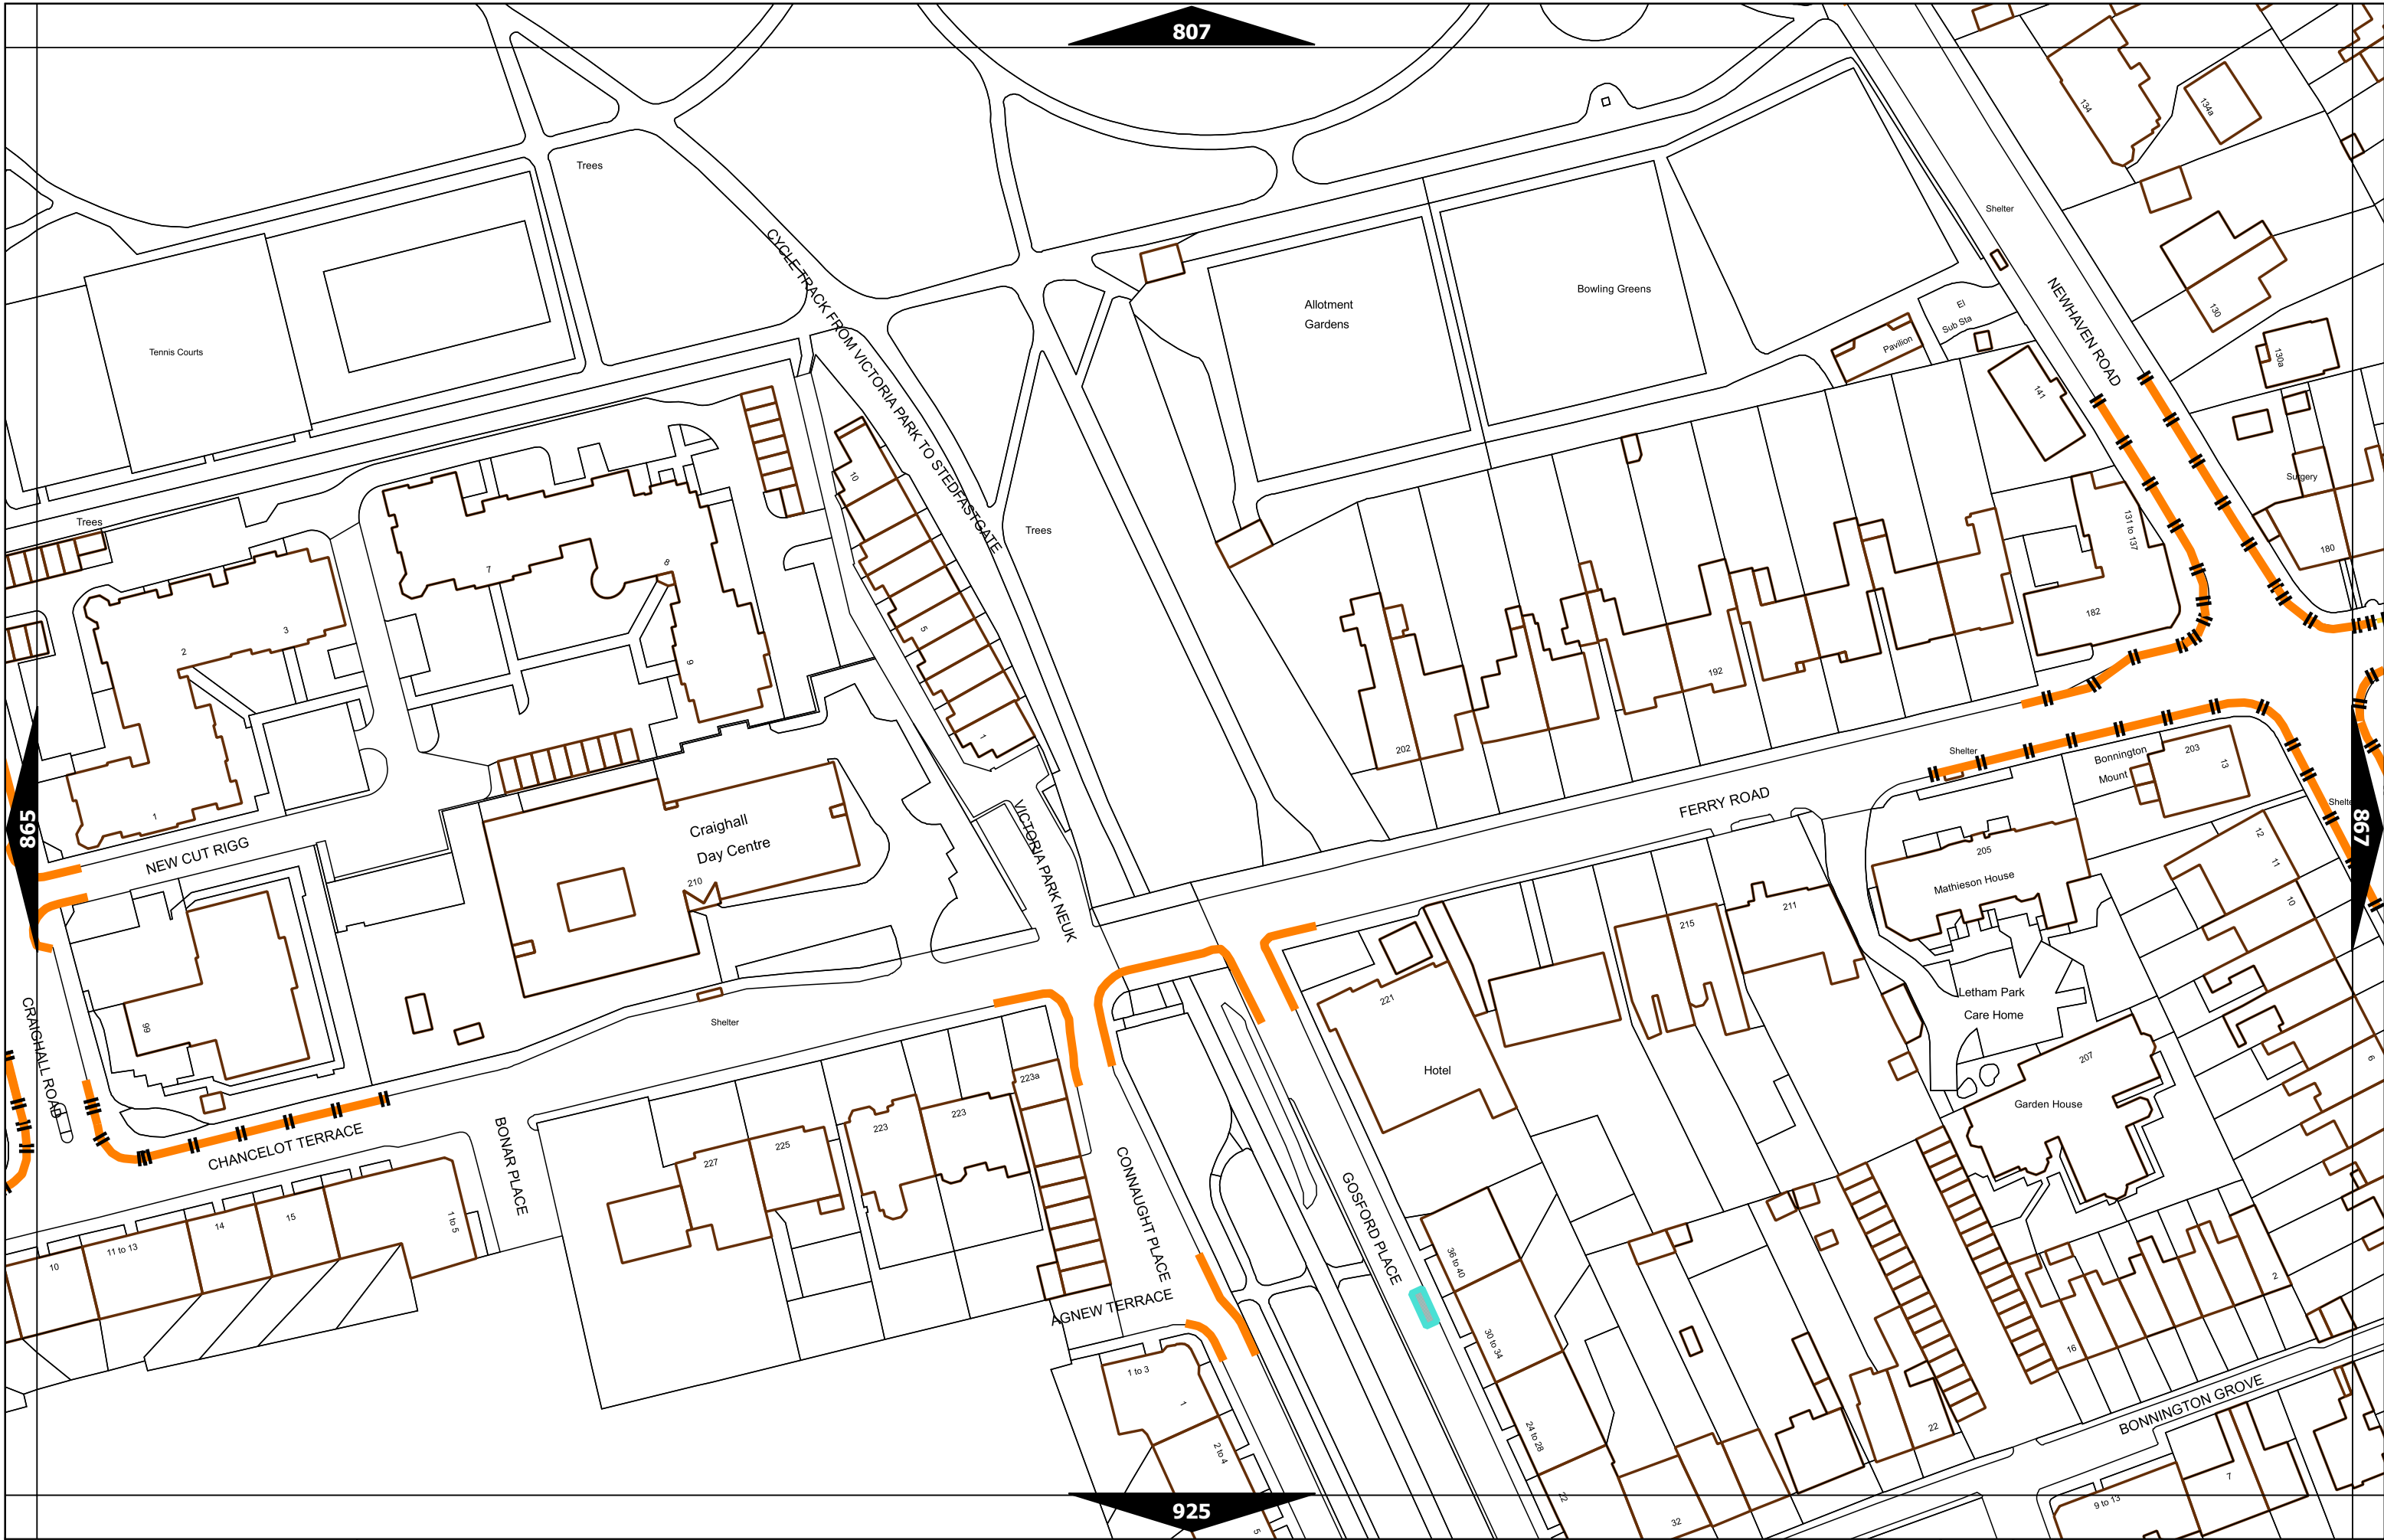 807
134
134a
Trees
Shelter
CYCLE TRACK FROM VICTORIA PARK TO STEDFASTGATE
NEWHAVEN ROAD
Allotment
Gardens
Bowling Greens
El
Sub Sta
130
Pavilion
130a
Tennis Courts
141
10
Surgery
Trees
Trees
131 to 137
180
7
8
182
5
3
2
9
192
1
202
Shelter
Bonnington
Mount
203
13
Shelte
865
867
1
NEW CUT RIGG
Craighall
Day Centre
210
VICTORIA PARK NEUK
FERRY ROAD
205
Mathieson House
12
11
10
215
211
221
Letham Park
Care Home
99
CRAIGHALL ROAD
Shelter
Hotel
207
Garden House
6
223a
223
223
225
227
CHANCELOT TERRACE
BONAR PLACE
CONNAUGHT PLACE
GOSFORD PLACE
10
11 to 13
14
15
1 to 5
36 to 40
30 to 34
24 to 28
22
AGNEW TERRACE
1 to 3
1
2 to 4
5
2
16
22
32
BONNINGTON GROVE
7
9 to 13
925